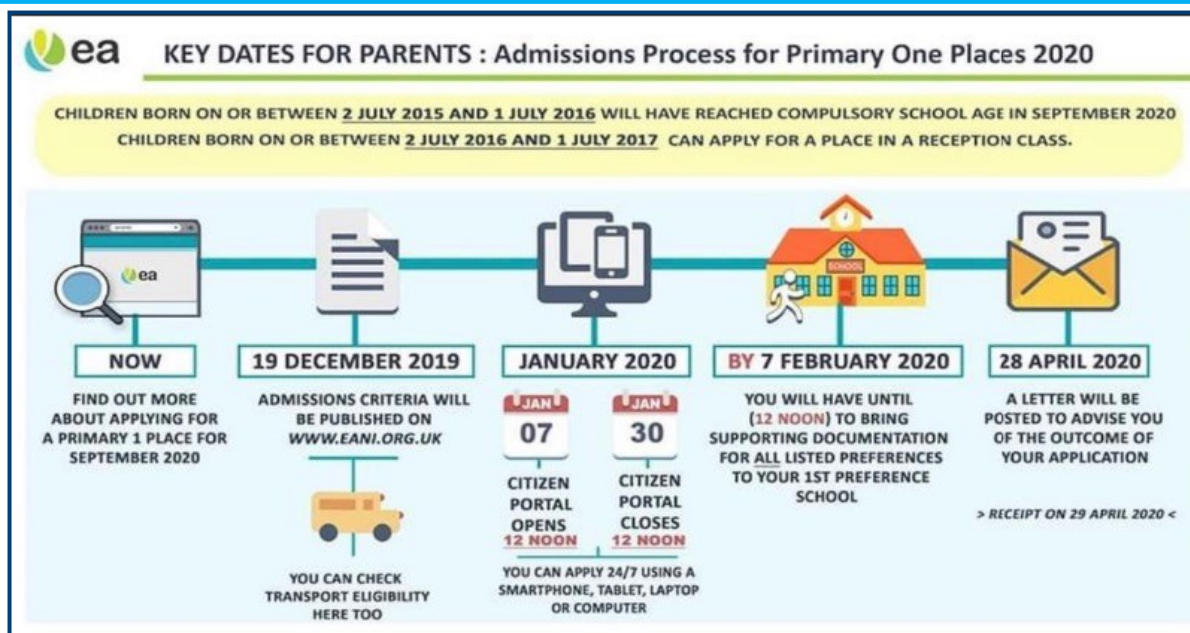 ea KEY DATES FOR PARENTS : Admissions Process for Primary One Places 2020
CHILDREN BORN ON OR BETWEEN 2 JULY 2015 AND 1 JULY 2016 WILL HAVE REACHED COMPULSORY SCHOOL AGE IN SEPTEMBER 2020
CHILDREN BORN ON OR BETWEEN 2 JULY 2016 AND 1 JULY 2017 CAN APPLY FOR A PLACE IN A RECEPTION CLASS.
ea
NOW
FIND OUT MORE
ABOUT APPLYING FOR
A PRIMARY 1 PLACE FOR
SEPTEMBER 2020
19 DECEMBER 2019
ADMISSIONS CRITERIA WILL
BE PUBLISHED ON
WWW.EANI.ORG.UK
YOU CAN CHECK
TRANSPORT ELIGIBILITY
HERE TOO
JANUARY 2020
JAN
07
CITIZEN
PORTAL
OPENS
12 NOON
JAN
30
CITIZEN
PORTAL
CLOSES
12 NOON
YOU CAN APPLY 24/7 USING A
SMARTPHONE, TABLET, LAPTOP
OR COMPUTER
SCHOOL
BY 7 FEBRUARY 2020
YOU WILL HAVE UNTIL
(12 NOON) TO BRING
SUPPORTING DOCUMENTATION
FOR ALL LISTED PREFERENCES
TO YOUR 1ST PREFERENCE
SCHOOL
28 APRIL 2020
A LETTER WILL BE
POSTED TO ADVISE YOU
OF THE OUTCOME OF
YOUR APPLICATION
> RECEIPT ON 29 APRIL 2020 <